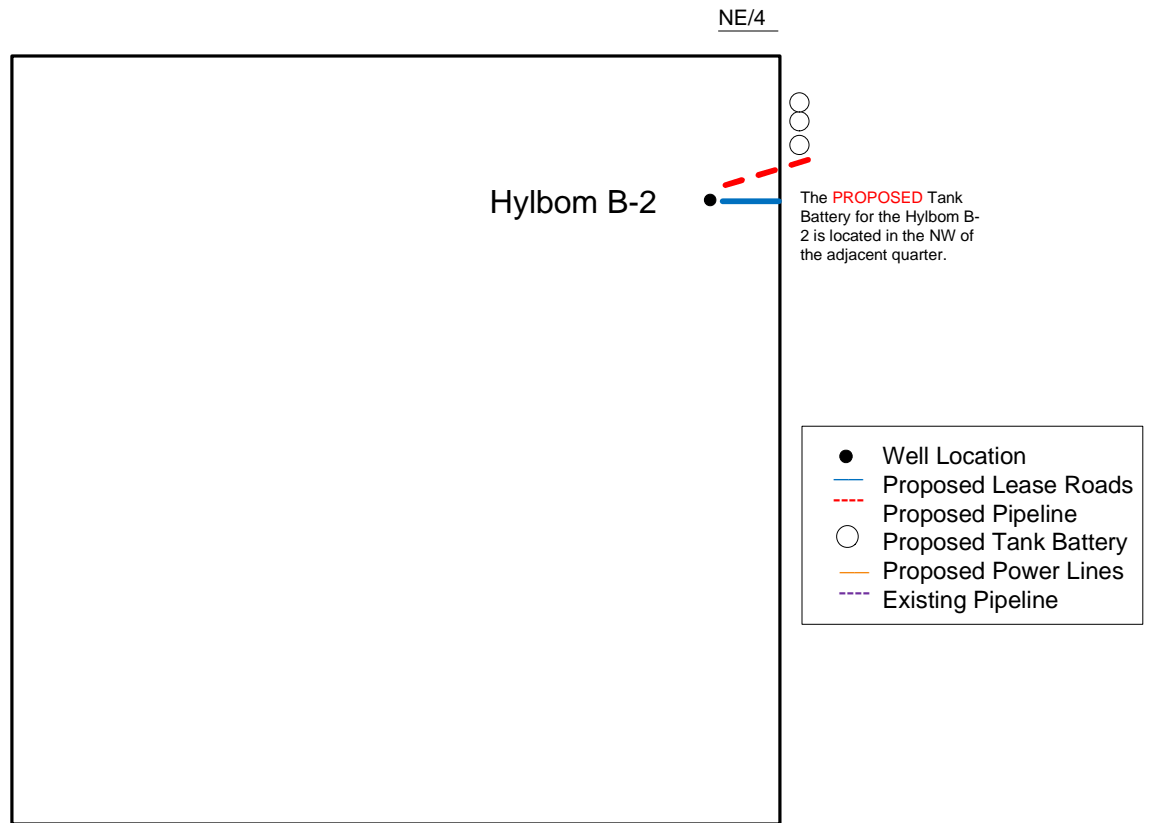 NE/4
Hylbom B-2
The PROPOSED Tank
Battery for the Hylbom B-
2 is located in the NW of
the adjacent quarter.
Well Location
Proposed Lease Roads
Proposed Pipeline
Proposed Tank Battery
Proposed Power Lines
Existing Pipeline